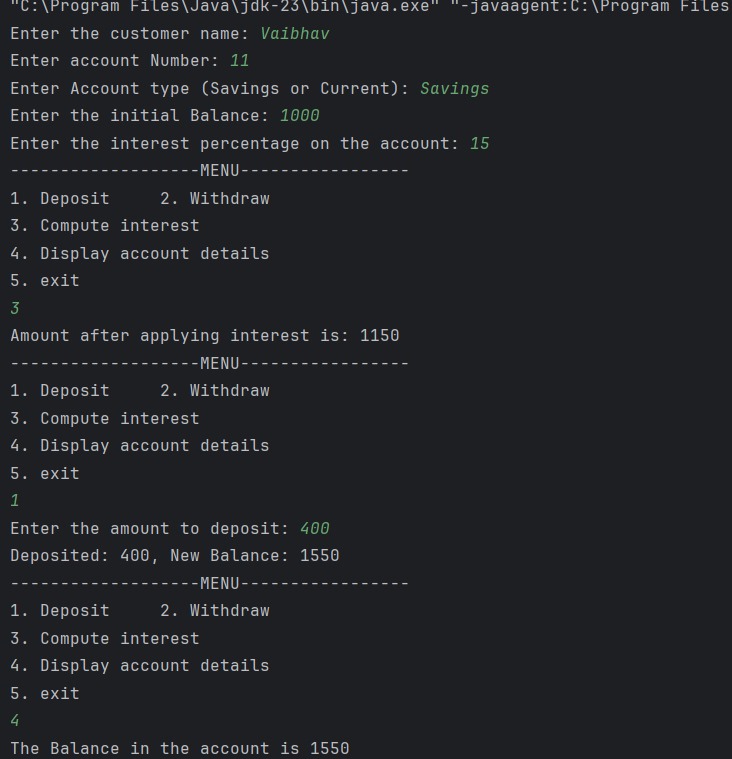 "C:\Program Files\Java\jdk-23\bin\java.exe" "-javaagent:C:\Program Files
Enter the customer name: Vaibhav
Enter account Number: 11
Enter Account type (Savings or Current): Savings
Enter the initial Balance: 1000
Enter the interest percentage on the account: 15
-------------------MENU-----------------
1. Deposit     2. Withdraw
3. Compute interest
4. Display account details
5. exit
3
Amount after applying interest is: 1150
-------------------MENU-----------------
1. Deposit     2. Withdraw
3. Compute interest
4. Display account details
5. exit
1
Enter the amount to deposit: 400
Deposited: 400, New Balance: 1550
-------------------MENU-----------------
1. Deposit     2. Withdraw
3. Compute interest
4. Display account details
5. exit
4
The Balance in the account is 1550